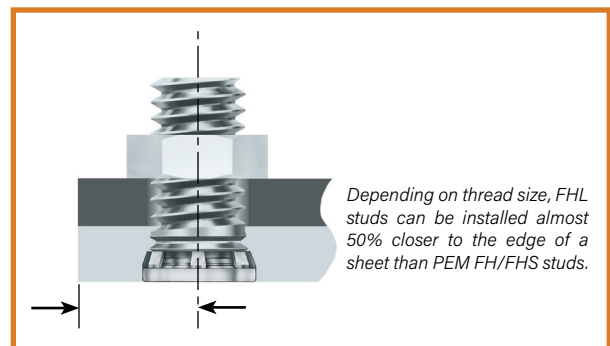 Depending on thread size, FHL
studs can be installed almost
50% closer to the edge of a
sheet than PEM FH/FHS studs.